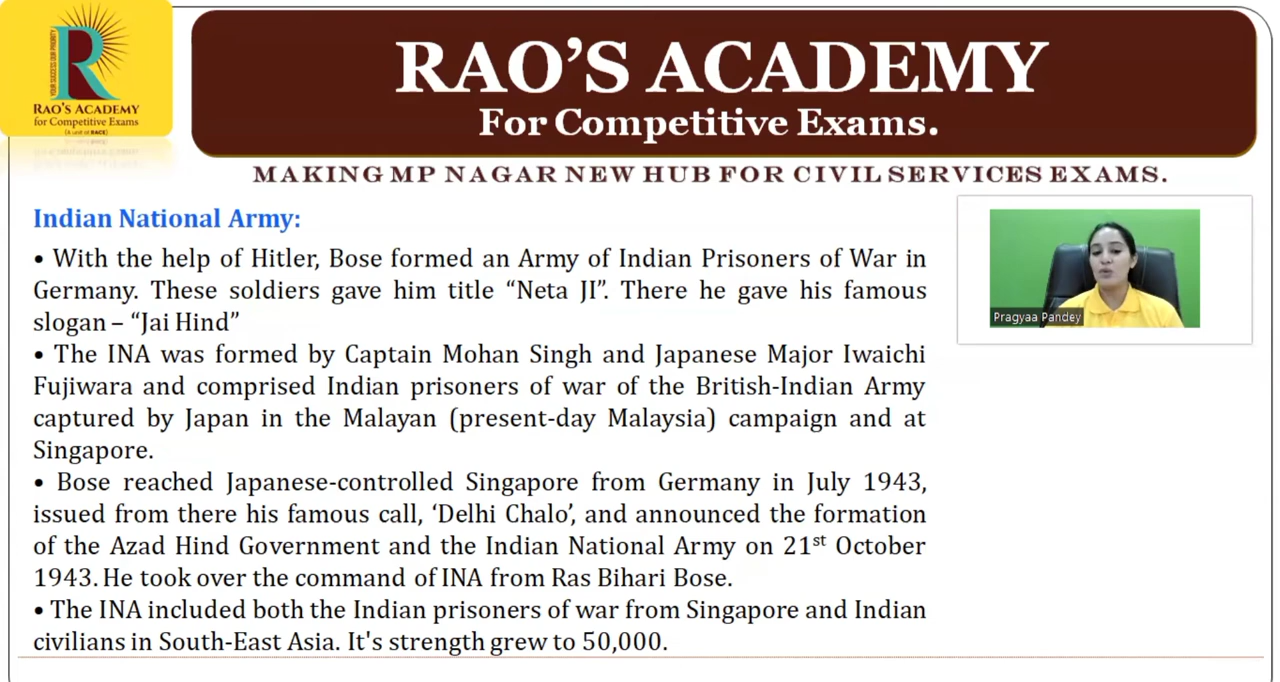 YOUR SUCCESS OUR PRIORITY
R
RAO'S ACADEMY
for Competitive Exams
(A unit of RACE)
RAO'S ACADEMY
For Competitive Exams.
MAKING MP NAGAR NEW HUB FOR CIVIL SERVICES EXAMS.
Indian National Army:
• With the help of Hitler, Bose formed an Army of Indian Prisoners of War in
Germany. These soldiers gave him title “Neta JI”. There he gave his famous
slogan – “Jai Hind”
• The INA was formed by Captain Mohan Singh and Japanese Major Iwaichi
Fujiwara and comprised Indian prisoners of war of the British-Indian Army
captured by Japan in the Malayan (present-day Malaysia) campaign and at
Singapore.
• Bose reached Japanese-controlled Singapore from Germany in July 1943,
issued from there his famous call, ‘Delhi Chalo’, and announced the formation
of the Azad Hind Government and the Indian National Army on 21st October
1943. He took over the command of INA from Ras Bihari Bose.
• The INA included both the Indian prisoners of war from Singapore and Indian
civilians in South-East Asia. It's strength grew to 50,000.
Pragyaa Pandey